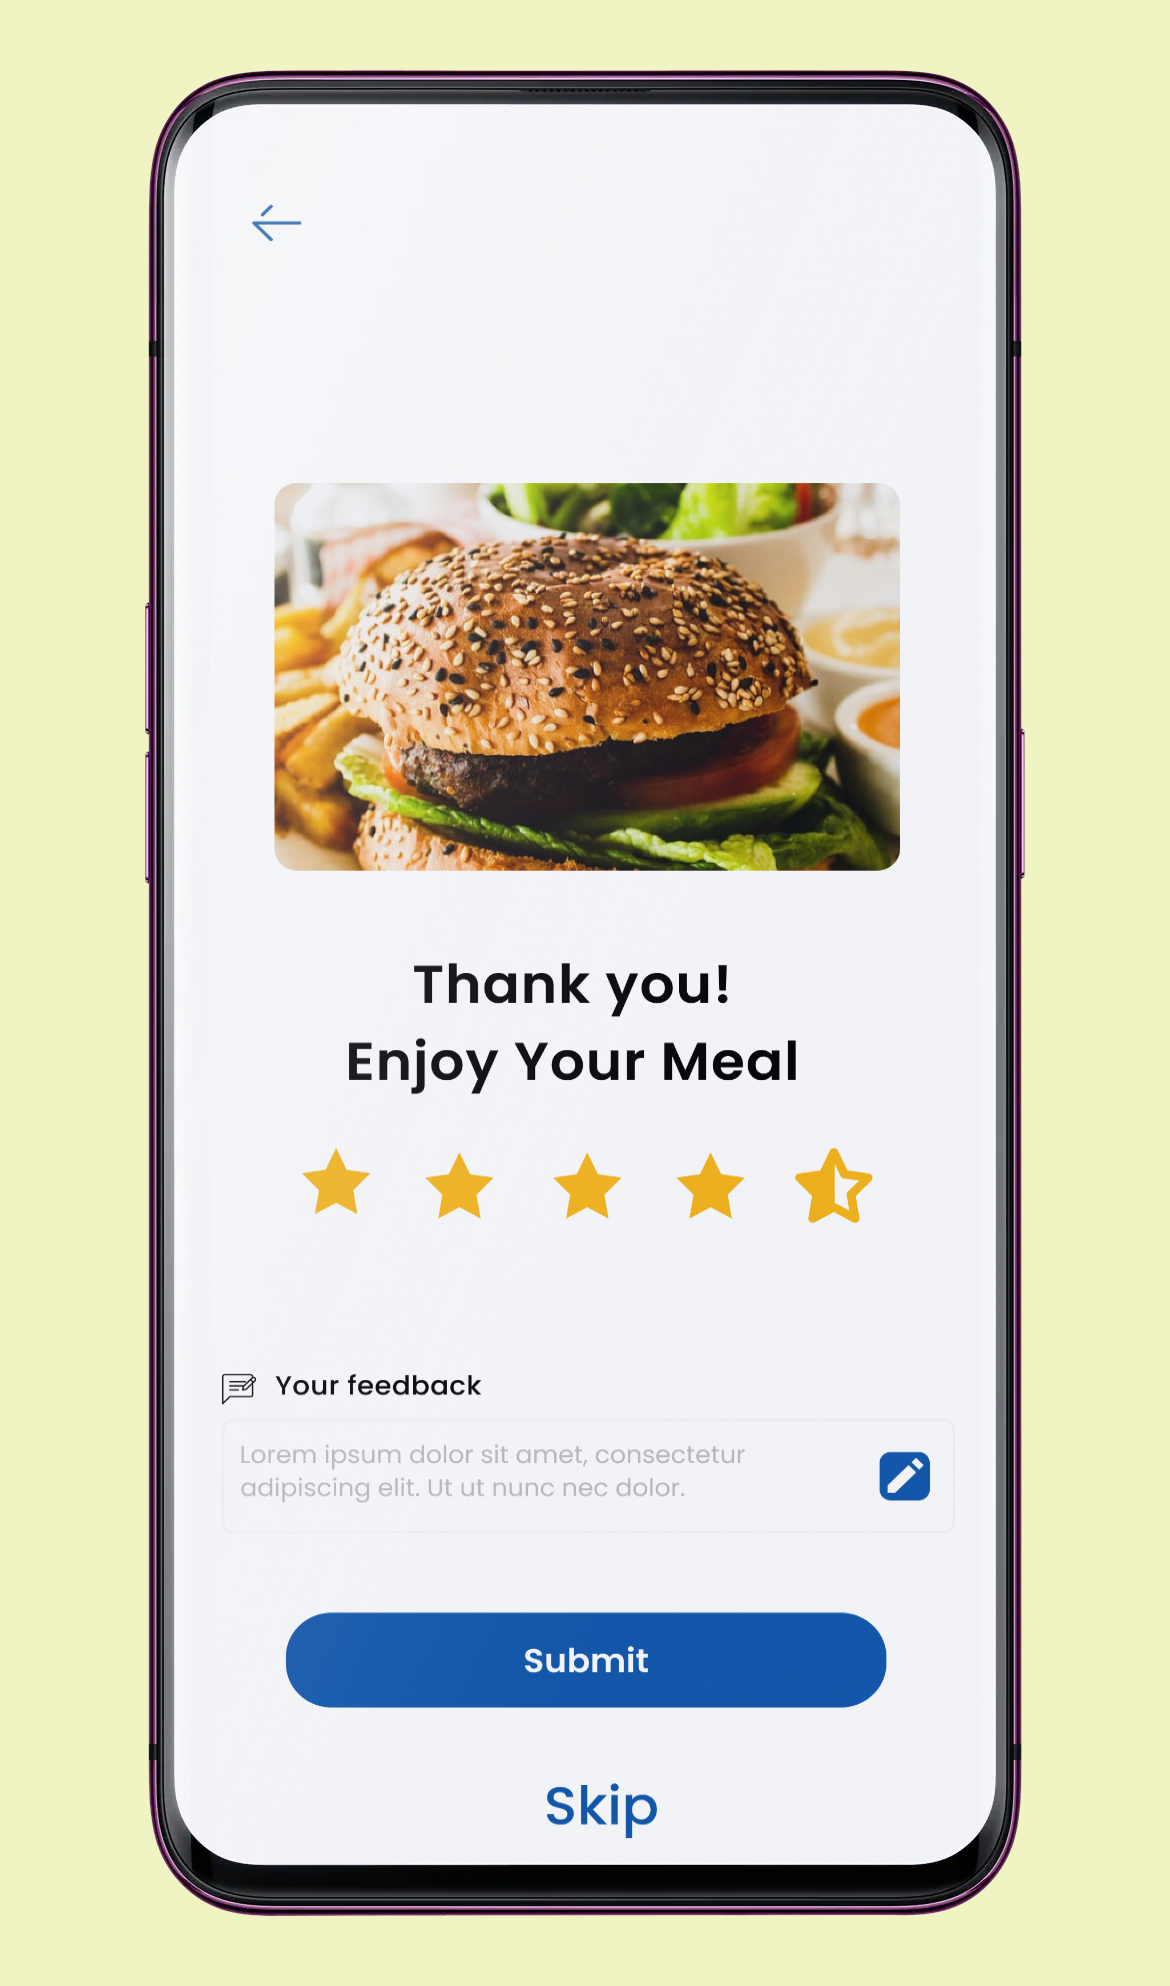 Thank you!
Enjoy Your Meal
Your feedback
Lorem ipsum dolor sit amet, consectetur
adipiscing elit. Ut ut nunc nec dolor.
Submit
Skip